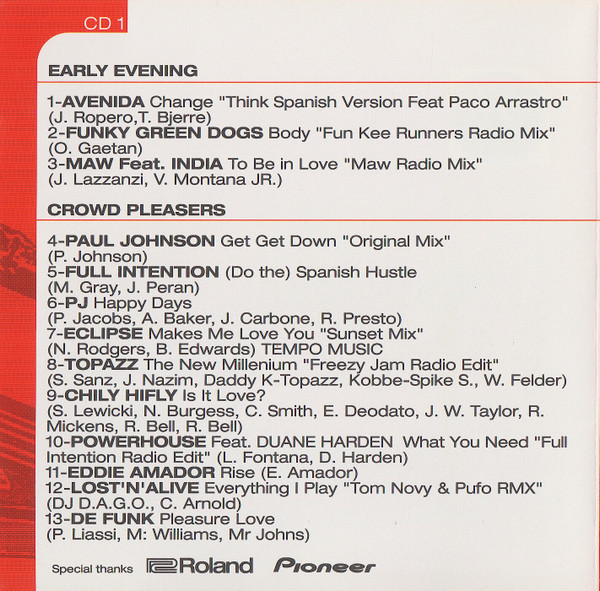 CD 1
EARLY EVENING
1-AVENIDA Change "Think Spanish Version Feat Paco Arrastro"
(J. Ropero,T. Bjerre)
2-FUNKY GREEN DOGS Body "Fun Kee Runners Radio Mix"
(O. Gaetan)
3-MAW Feat. INDIA To Be in Love "Maw Radio Mix"
(J. Lazzanzi, V. Montana JR.)
CROWD PLEASERS
4-PAUL JOHNSON Get Get Down "Original Mix"
(P. Johnson)
5-FULL INTENTION (Do the) Spanish Hustle
(M. Gray, J. Peran)
6-PJ Happy Days
(P. Jacobs, A. Baker, J. Carbone, R. Presto)
7-ECLIPSE Makes Me Love You "Sunset Mix"
(N. Rodgers, B. Edwards) TEMPO MUSIC
8-TOPAZZ The New Millenium "Freezy Jam Radio Edit"
(S. Sanz, J. Nazim, Daddy K-Topazz, Kobbe-Spike S., W. Felder)
9-CHILY HIFLY Is It Love?
(S. Lewicki, N. Burgess, C. Smith, E. Deodato, J. W. Taylor, R.
Mickens, R. Bell, R. Bell)
10-POWERHOUSE Feat. DUANE HARDEN What You Need "Full
Intention Radio Edit" (L. Fontana, D. Harden)
11-EDDIE AMADOR Rise (E. Amador)
12-LOST'N'ALIVE Everything I Play "Tom Novy & Pufo RMX"
(DJ D.A.G.O., C. Arnold)
13-DE FUNK Pleasure Love
(P. Liassi, M: Williams, Mr Johns)
Special thanks Roland Pioneer